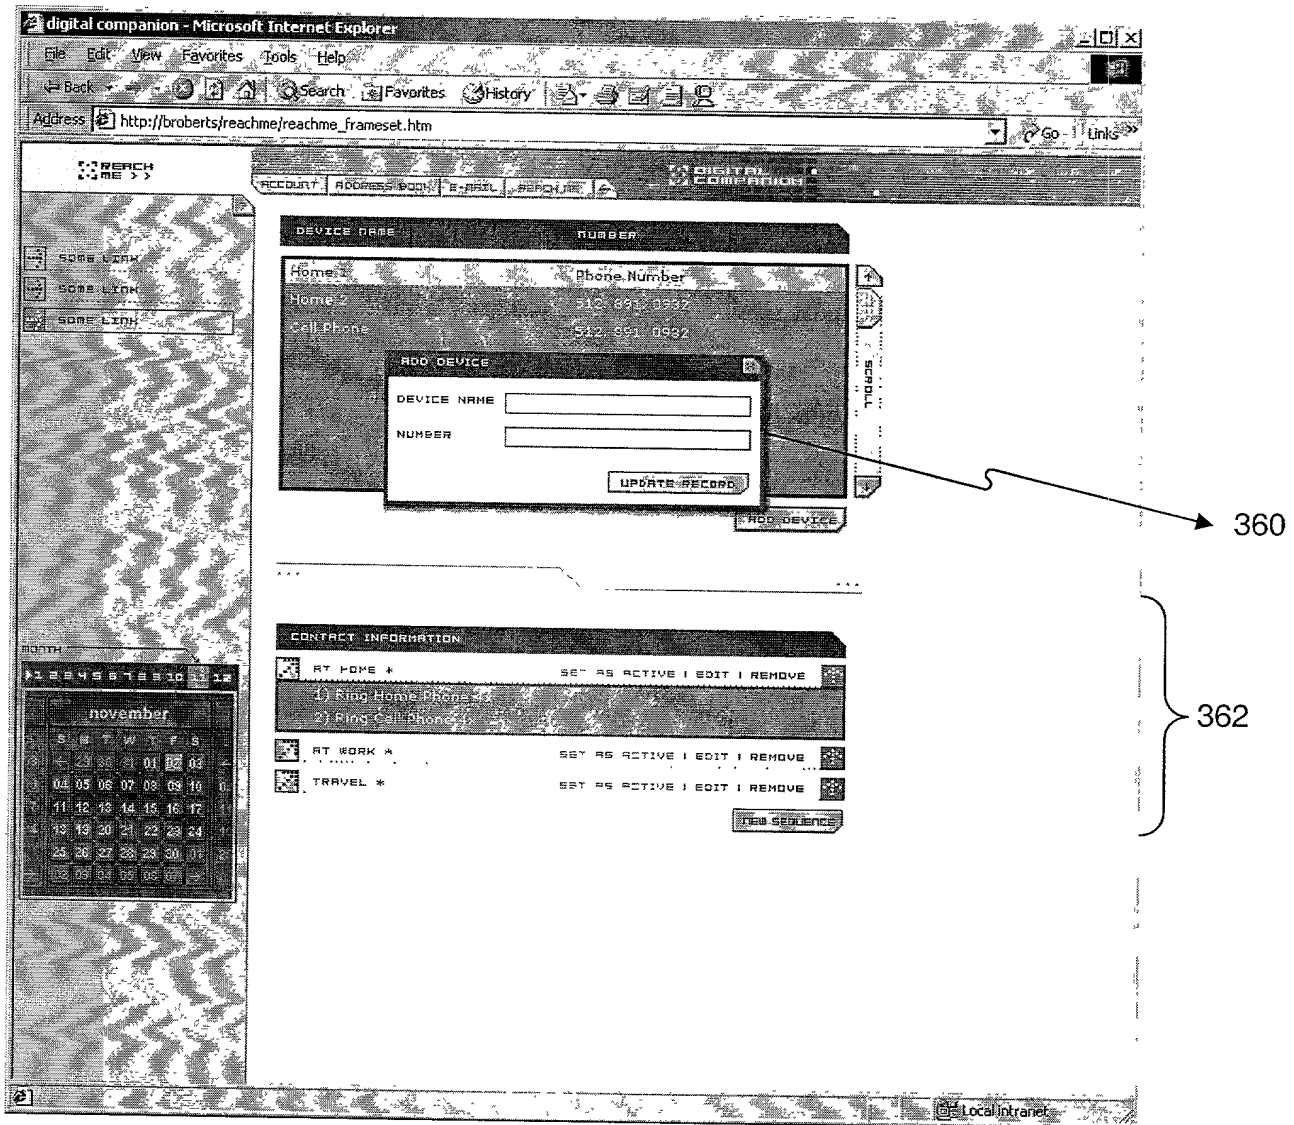 digital companion - Microsoft Internet Explorer
File Edit View Favorites Tools Help
Back Search Favorites History
Address http://broberts/reachme/reachme_frameset.htm Go Links »
REACH ME >>
DIGITAL COMPANION
ACCOUNT ADDRESS BOOK E-MAIL REACH ME
DEVICE NAME NUMBER
SOME LINK
SOME LINK
SOME LINK
Home 1 Phone Number
Home 2 512 891 0932
Cell Phone 512 891 0932
SCROLL
ADD DEVICE
DEVICE NAME
NUMBER
UPDATE RECORD
ADD DEVICE
360
CONTACT INFORMATION
AT HOME * SET AS ACTIVE | EDIT | REMOVE
1) Ring Home Phone
2) Ring Cell Phone
AT WORK * SET AS ACTIVE | EDIT | REMOVE
TRAVEL * SET AS ACTIVE | EDIT | REMOVE
NEW SEQUENCE
362
MONTH
1 2 3 4 5 6 7 8 9 10 11 12
november
S M T W F S
01 02 03
04 05 06 07 08 09 10
11 12 13 14 15 16 17
18 19 20 21 22 23 24
25 26 27 28 29 30
Local intranet